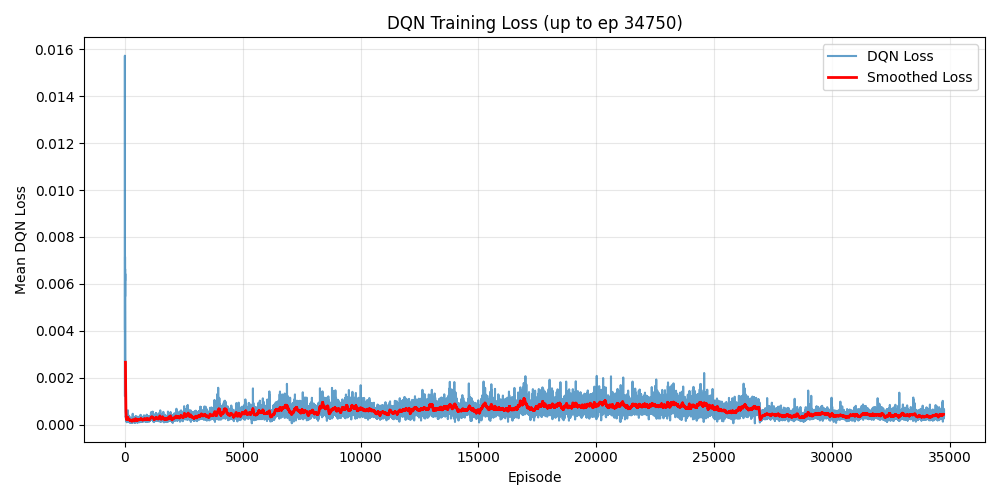 DQN Training Loss (up to ep 34750)
DQN Loss
Smoothed Loss
Mean DQN Loss
0.016
0.014
0.012
0.010
0.008
0.006
0.004
0.002
0.000
0 5000 10000 15000 20000 25000 30000 35000
Episode